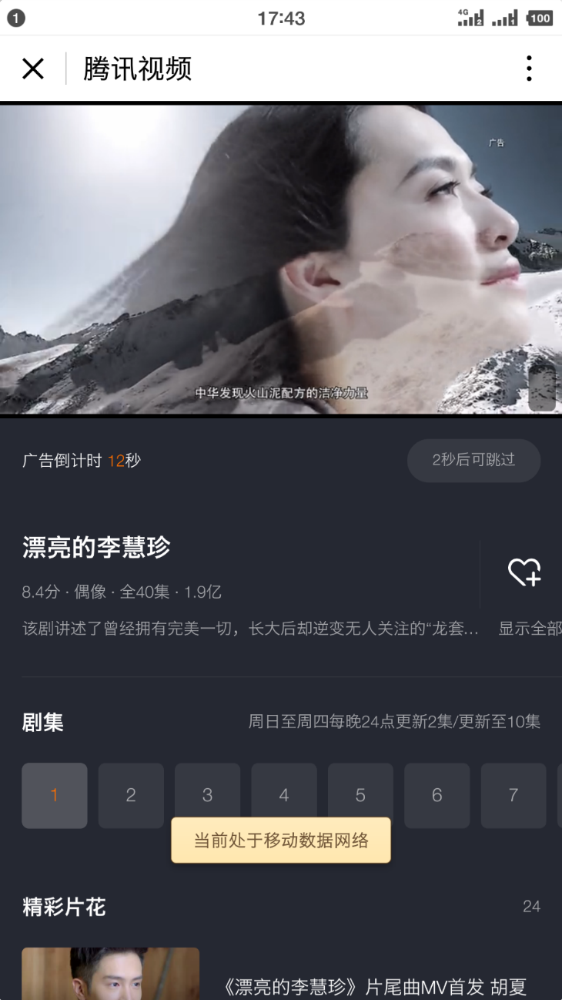 1 17:43 4G 2 1 100
腾讯视频
广告
中华发现火山泥配方的洁净力量
广告倒计时 12秒 2秒后可跳过
漂亮的李慧珍
8.4分 · 偶像 · 全40集 · 1.9亿
该剧讲述了曾经拥有完美一切，长大后却逆变无人关注的“龙套... 显示全部
剧集 周日至周四每晚24点更新2集/更新至10集
1 2 3 4 5 6 7
当前处于移动数据网络
精彩片花 24
《漂亮的李慧珍》片尾曲MV首发 胡夏